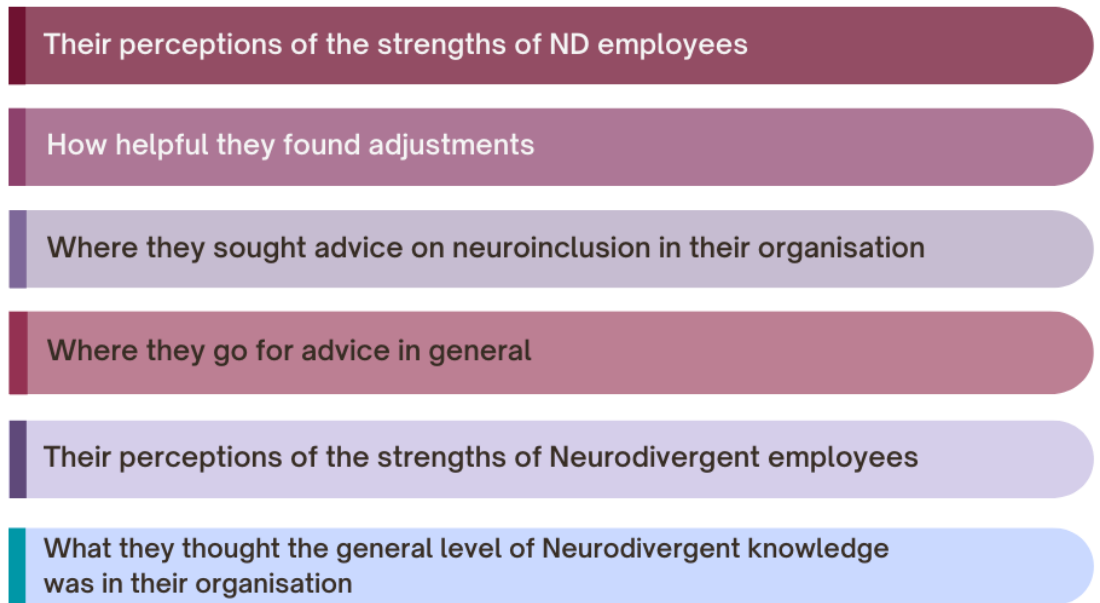 Their perceptions of the strengths of ND employees
How helpful they found adjustments
Where they sought advice on neuroinclusion in their organisation
Where they go for advice in general
Their perceptions of the strengths of Neurodivergent employees
What they thought the general level of Neurodivergent knowledge
was in their organisation